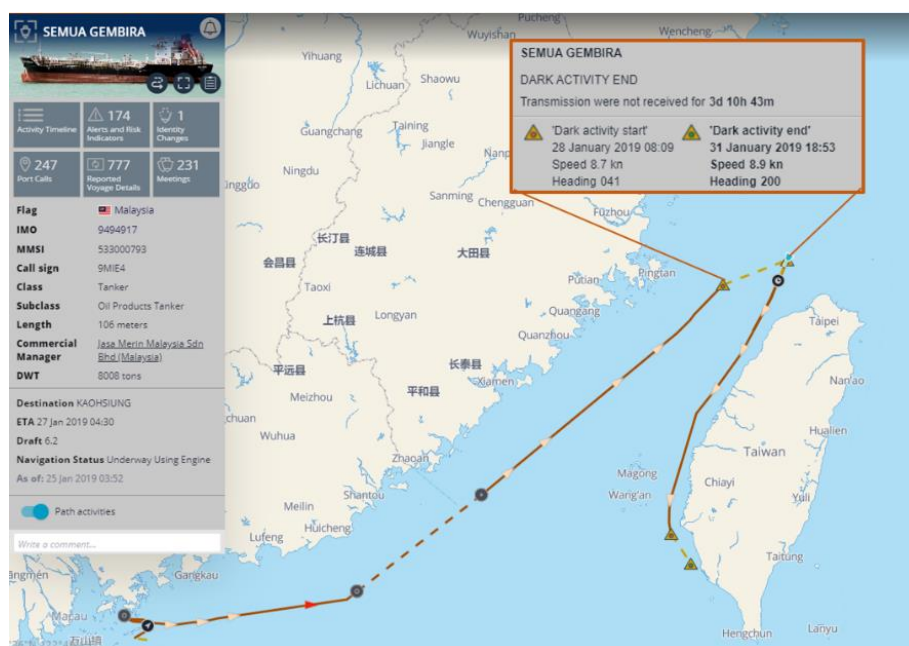 SEMUA GEMBIRA
Activity Timeline
174
Alerts and Risk
Indicators
1
Identity
Changes
247
Port Calls
777
Reported
Voyage Details
231
Meetings
Flag Malaysia
IMO 9494917
MMSI 533000793
Call sign 9MIE4
Class Tanker
Subclass Oil Products Tanker
Length 106 meters
Commercial Manager Jasa Merin Malaysia Sdn Bhd (Malaysia)
DWT 8008 tons
Destination KAOHSIUNG
ETA 27 Jan 2019 04:30
Draft 6.2
Navigation Status Underway Using Engine
As of: 25 Jan 2019 03:52
Path activities
Write a comment...
SEMUA GEMBIRA
DARK ACTIVITY END
Transmission were not received for 3d 10h 43m
'Dark activity start'
28 January 2019 08:09
Speed 8.7 kn
Heading 041
'Dark activity end'
31 January 2019 18:53
Speed 8.9 kn
Heading 200
Pucheng
Wuyishan
Wencheng
Yihuang
Lichuan
Shaowu
Guangchang
Taining
Jiangle
Nanp
Ningdu
ingguo
Sanming
Chengguan
Fuzhou
长汀县
连城县
大田县
会昌县
Taoxi
Putian
Pingtan
上杭县
Longyan
Quangang
Quanzhou
Taipei
平远县
长泰县
Xiamen
平和县
Nan'ao
Meizhou
chuan
Wuhua
Hualien
Zhaoan
Taiwan
Magong
Chiayi
Wang'an
Yuli
Shantou
Meilin
Huicheng
Lufeng
Taitung
Gangkau
Macau
Hengchun
Lanyu